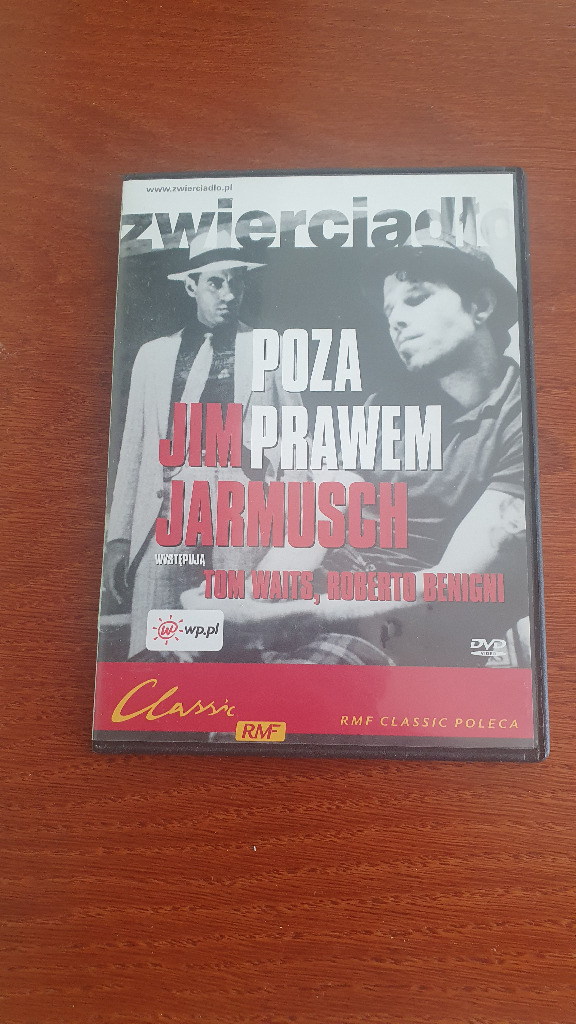 www.zwierciadlo.pl
zwierciadło
POZA
JIM PRAWEM
JARMUSCH
WYSTĘPUJĄ
TOM WAITS, ROBERTO BENIGNI
W-wp.pl
DVD
VIDEO
Classic
RMF
RMF CLASSIC POLECA